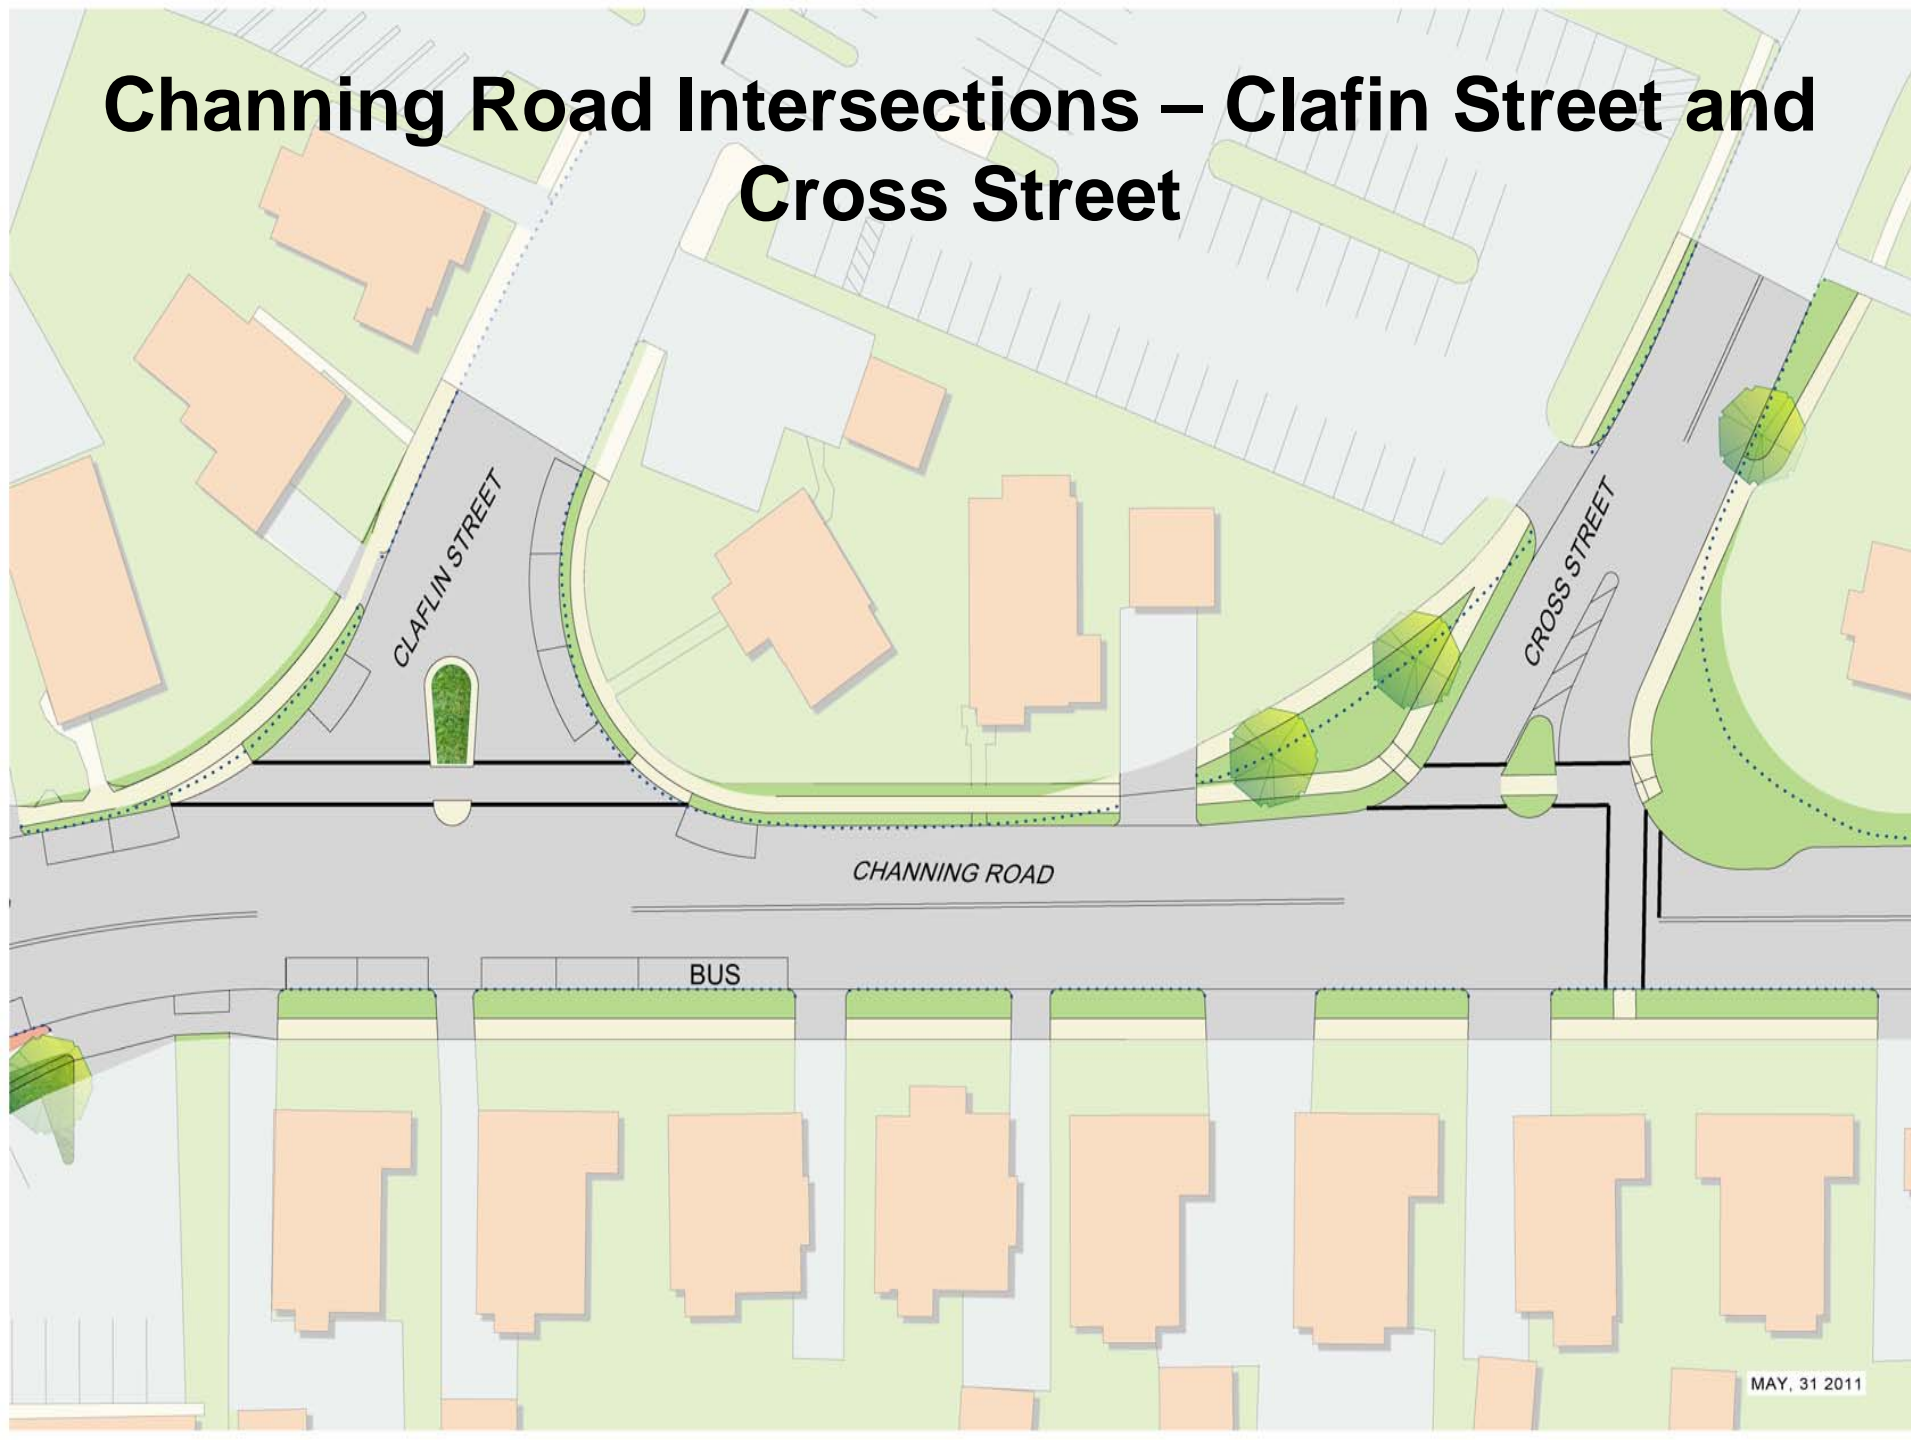 Channing Road Intersections – Clafin Street and
Cross Street
CLAFLIN STREET
CROSS STREET
CHANNING ROAD
BUS
MAY, 31 2011